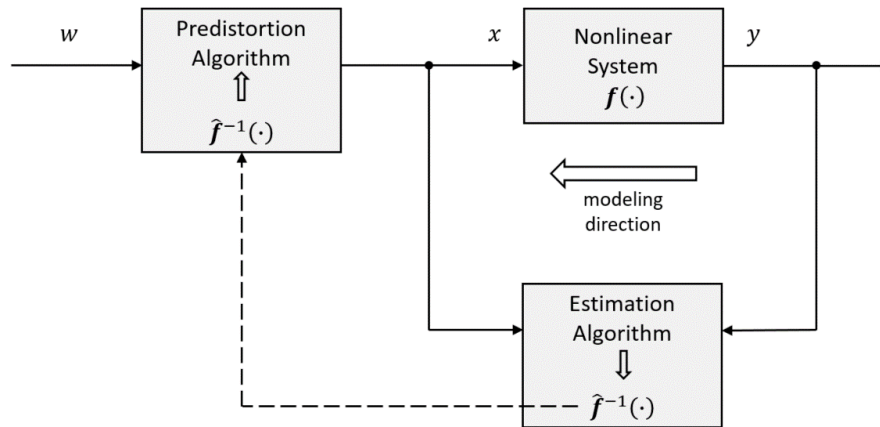 w
Predistortion
Algorithm
⇧
f̂⁻¹(·)
x
Nonlinear
System
f(·)
y
modeling
direction
Estimation
Algorithm
⇩
f̂⁻¹(·)